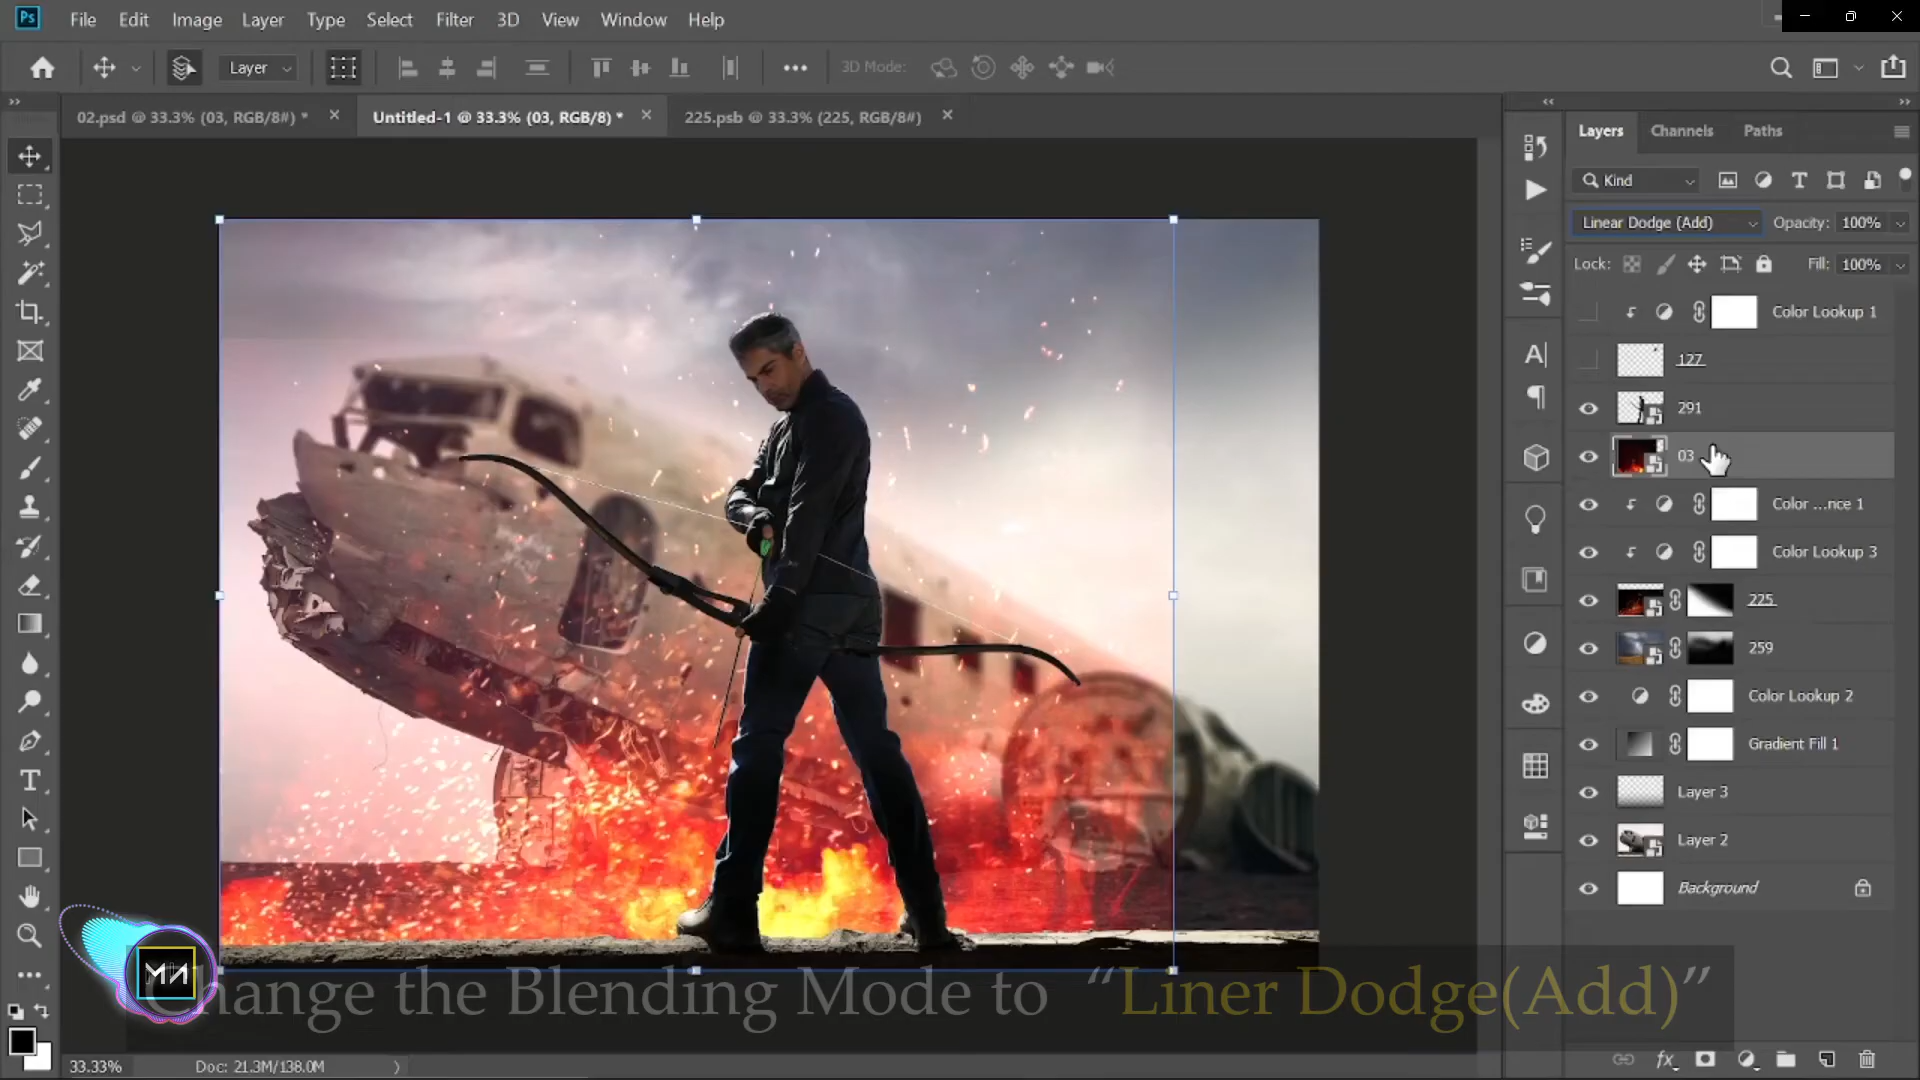 Ps File Edit Image Layer Type Select Filter 3D View Window Help
Layer 3D Mode:
02.psd @ 33.3% (03, RGB/8#) * Untitled-1 @ 33.3% (03, RGB/8) * 225.psb @ 33.3% (225, RGB/8#)
Layers Channels Paths
Kind
Linear Dodge (Add) Opacity: 100%
Lock: Fill: 100%
Color Lookup 1
127
291
03
Color ...nce 1
Color Lookup 3
225
259
Color Lookup 2
Gradient Fill 1
Layer 3
Layer 2
Background
Change the Blending Mode to “Liner Dodge(Add)”
33.33% Doc: 21.3M/138.0M